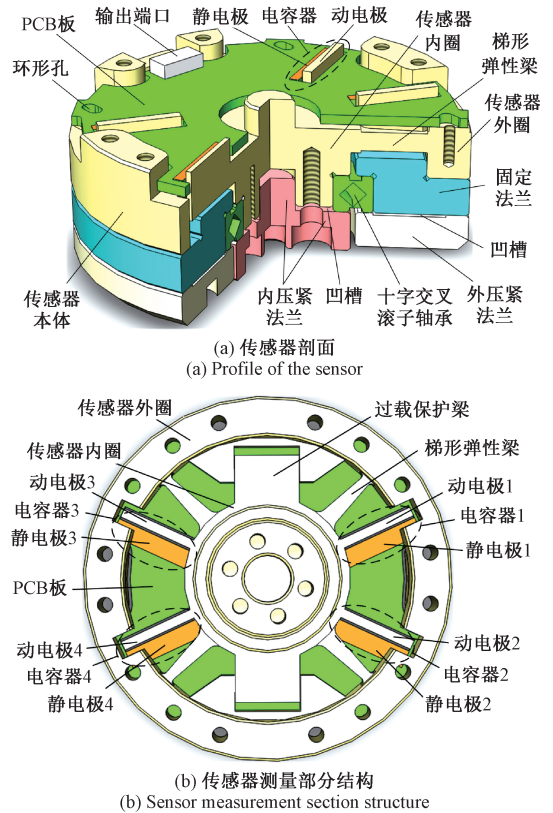 PCB板
输出端口
静电极
电容器
动电极
传感器
内圈
梯形
弹性梁
环形孔
传感器
外圈
固定
法兰
凹槽
传感器
本体
内压紧
法兰
凹槽
十字交叉
滚子轴承
外压紧
法兰
(a) 传感器剖面
(a) Profile of the sensor
传感器外圈
过载保护梁
传感器内圈
梯形弹性梁
动电极3
动电极1
电容器3
电容器1
静电极3
静电极1
PCB板
动电极4
动电极2
电容器4
电容器2
静电极4
静电极2
(b) 传感器测量部分结构
(b) Sensor measurement section structure